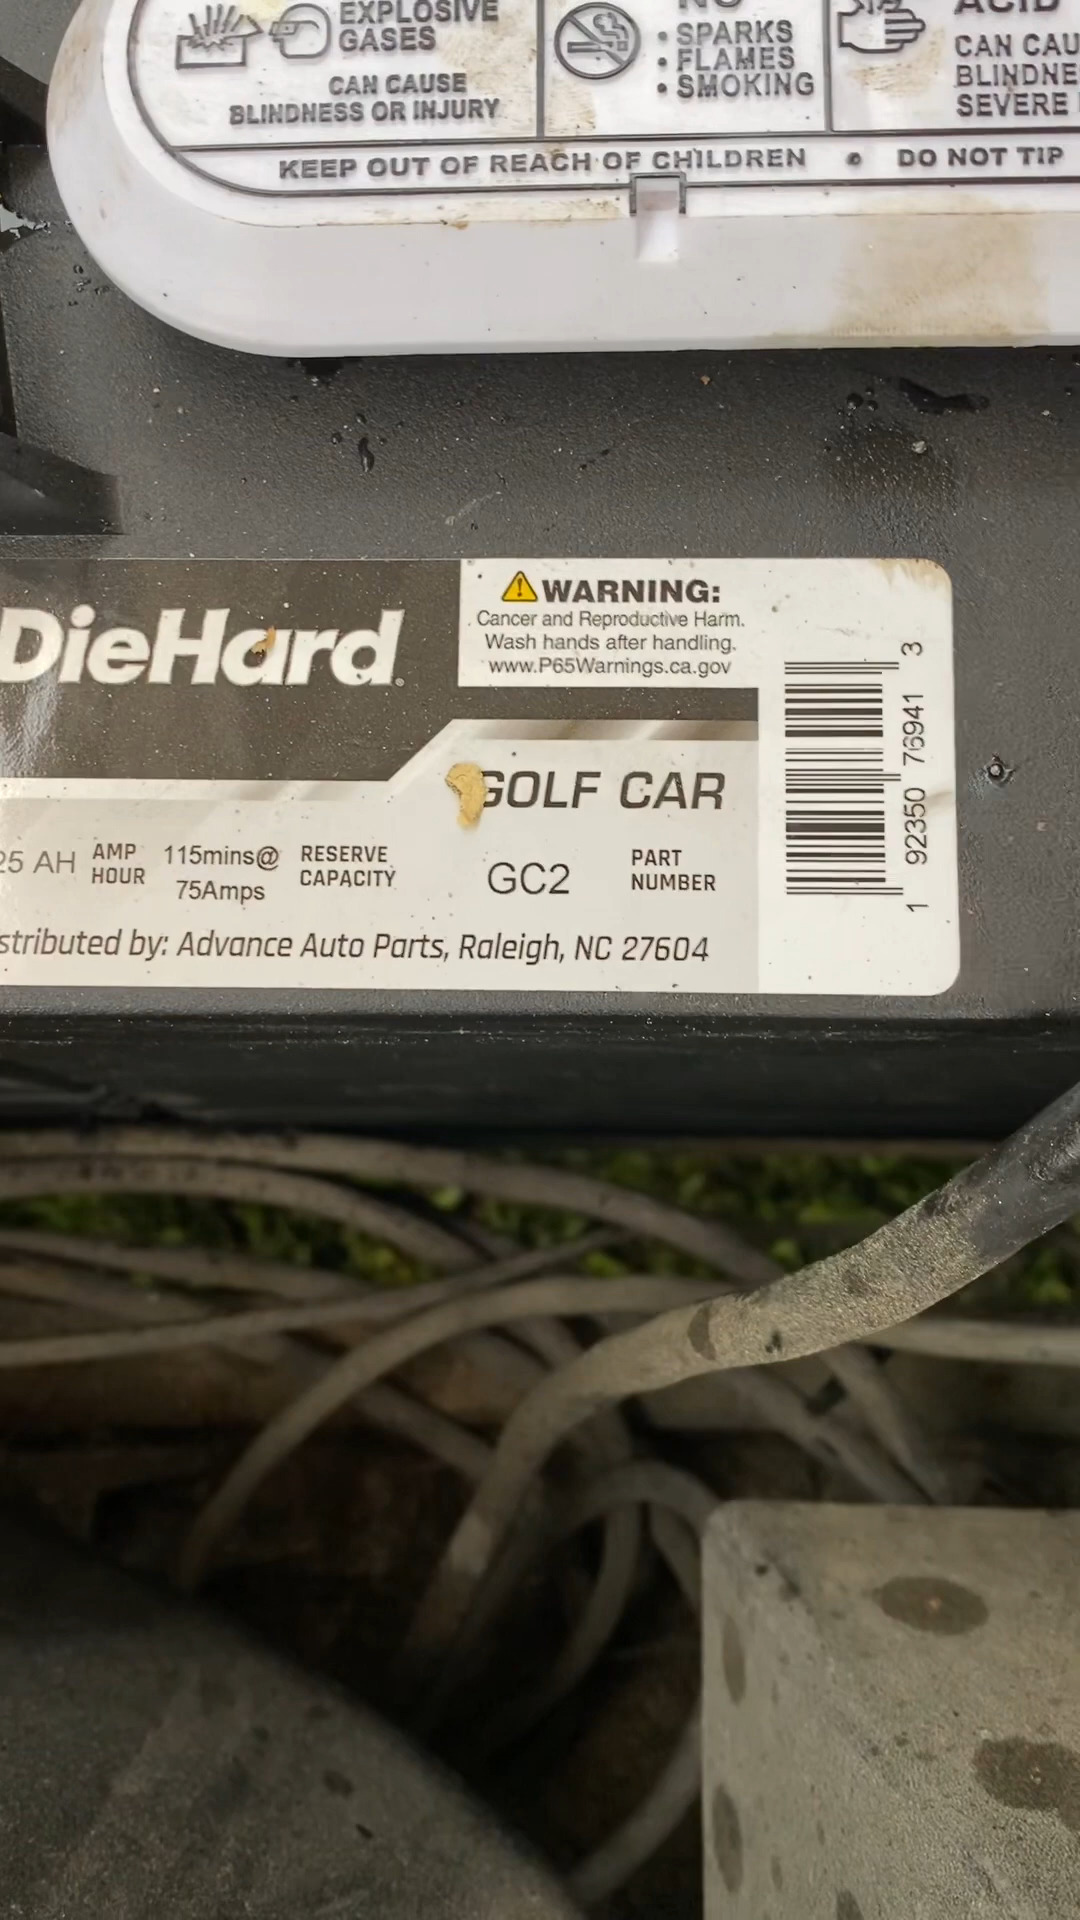 EXPLOSIVE
GASES
CAN CAUSE
BLINDNESS OR INJURY
NO
• SPARKS
• FLAMES
• SMOKING
ACID
CAN CAU
BLINDNE
SEVERE
KEEP OUT OF REACH OF CHILDREN • DO NOT TIP
DieHard
WARNING:
Cancer and Reproductive Harm.
Wash hands after handling.
www.P65Warnings.ca.gov
GOLF CAR
25 AH AMP HOUR 115mins@ 75Amps RESERVE CAPACITY GC2 PART NUMBER
stributed by: Advance Auto Parts, Raleigh, NC 27604
1 92350 76941 3